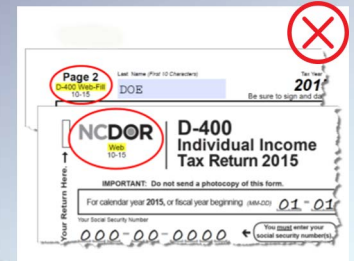 Page 2
D-400 Web-Fill
10-15
Last Name (First 10 Characters)
DOE
Tax Year
201
Be sure to sign and dat
NCDOR
Web
10-15
D-400
Individual Income
Tax Return 2015
IMPORTANT: Do not send a photocopy of this form.
For calendar year 2015, or fiscal year beginning (MM-DD) 01 - 01
Your Social Security Number
000-00-0000
You must enter your
social security number(s)
Your Return Here.